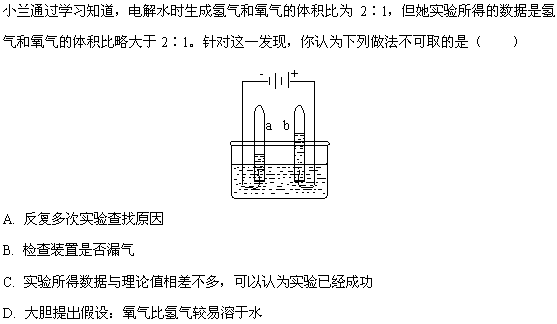 小兰通过学习知道，电解水时生成氢气和氧气的体积比为 2∶1，但她实验所得的数据是氢
气和氧气的体积比略大于 2∶1。针对这一发现，你认为下列做法不可取的是（　　）
- +
a b
A. 反复多次实验查找原因
B. 检查装置是否漏气
C. 实验所得数据与理论值相差不多，可以认为实验已经成功
D. 大胆提出假设：氧气比氢气较易溶于水